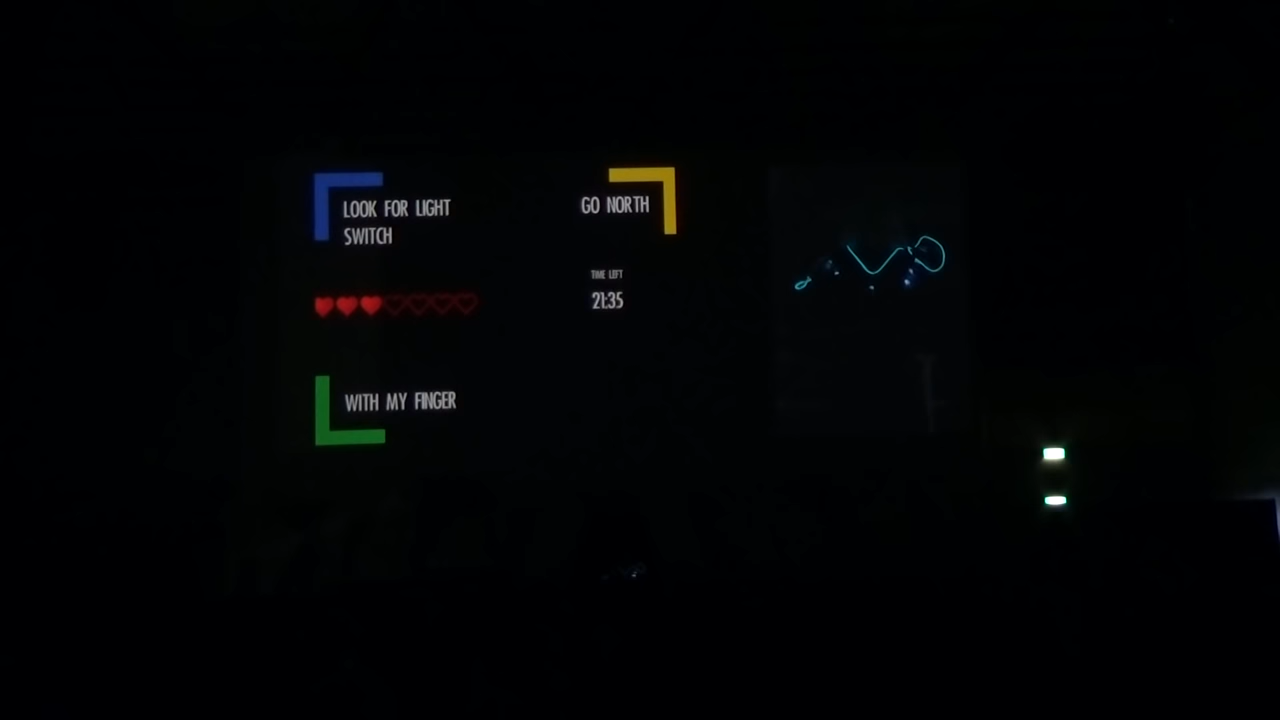 LOOK FOR LIGHT
SWITCH
GO NORTH
TIME LEFT
21:35
WITH MY FINGER